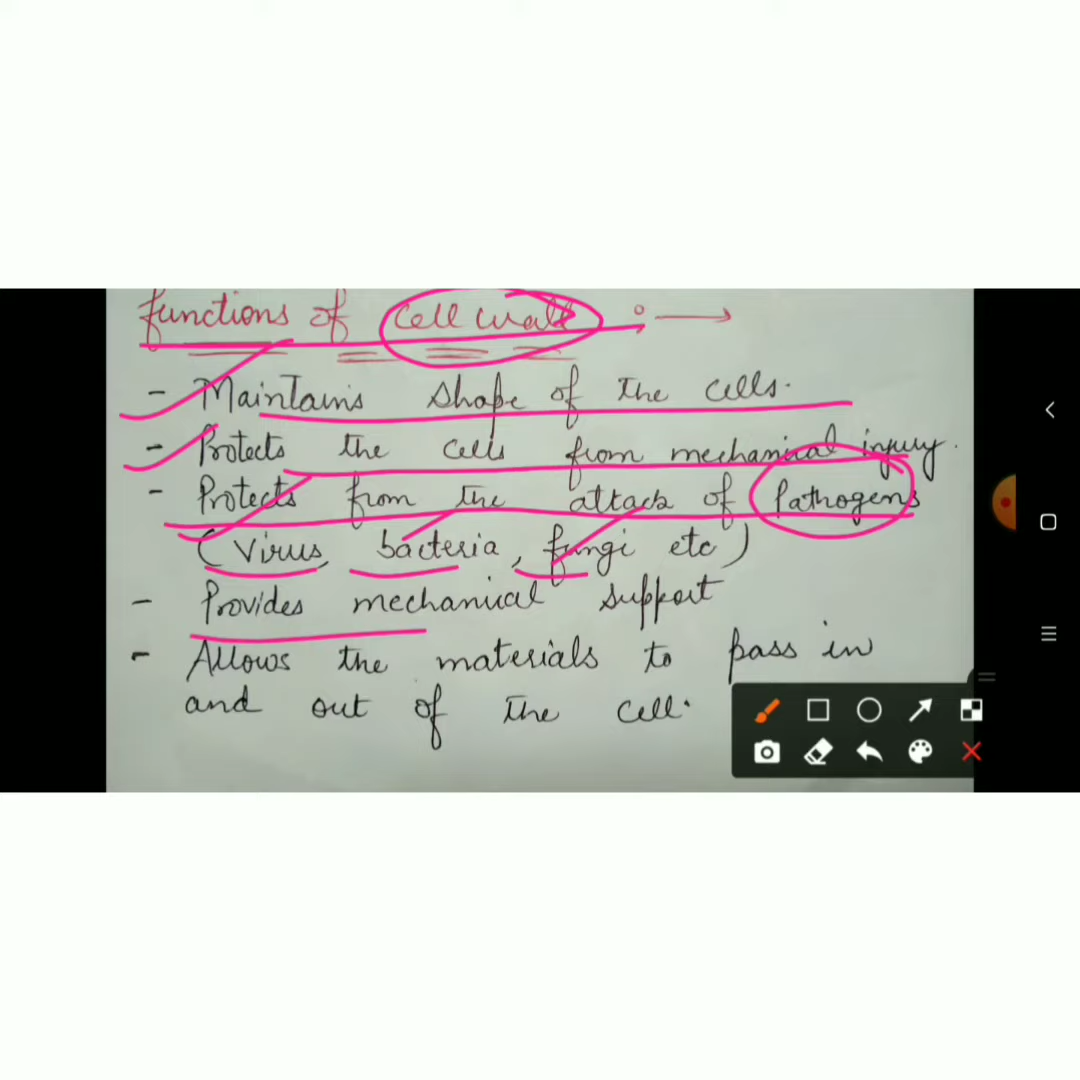 functions of cell wall :→
- Maintains shape of the cells.
- Protects the cells from mechanical injury.
- Protects from the attack of Pathogens
(Virus, bacteria, fungi etc)
- Provides mechanical support
- Allows the materials to pass in
and out of the cell.